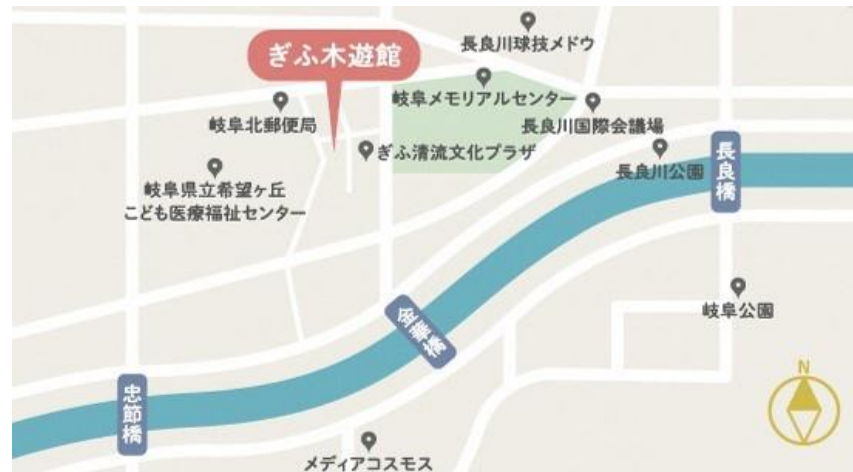 長良川球技メドウ
ぎふ木遊館
岐阜メモリアルセンター
岐阜北郵便局
長良川国際会議場
ぎふ清流文化プラザ
長良川公園
長良橋
岐阜県立希望ヶ丘
こども医療福祉センター
岐阜公園
金華橋
N
忠節橋
メディアコスモス